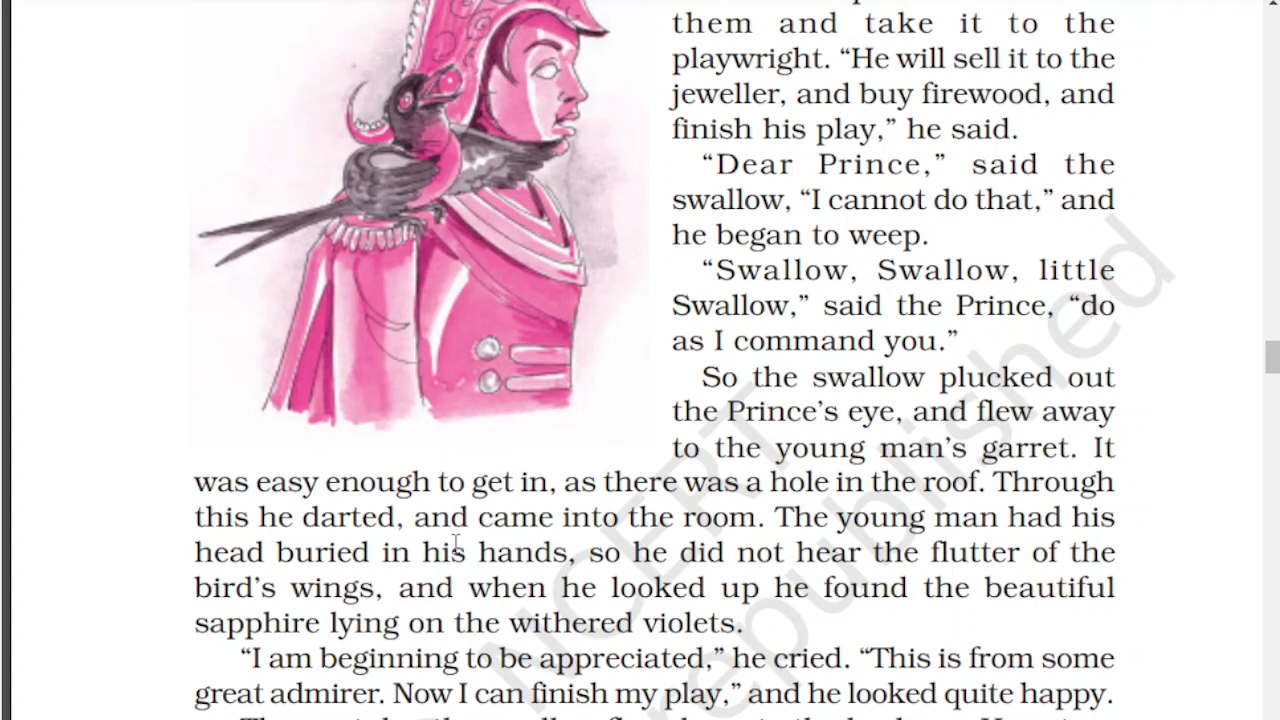 them and take it to the
playwright. “He will sell it to the
jeweller, and buy firewood, and
finish his play,” he said.
“Dear Prince,” said the
swallow, “I cannot do that,” and
he began to weep.
“Swallow, Swallow, little
Swallow,” said the Prince, “do
as I command you.”
So the swallow plucked out
the Prince’s eye, and flew away
to the young man’s garret. It
was easy enough to get in, as there was a hole in the roof. Through
this he darted, and came into the room. The young man had his
head buried in his hands, so he did not hear the flutter of the
bird’s wings, and when he looked up he found the beautiful
sapphire lying on the withered violets.
“I am beginning to be appreciated,” he cried. “This is from some
great admirer. Now I can finish my play,” and he looked quite happy.
NCERT
republished